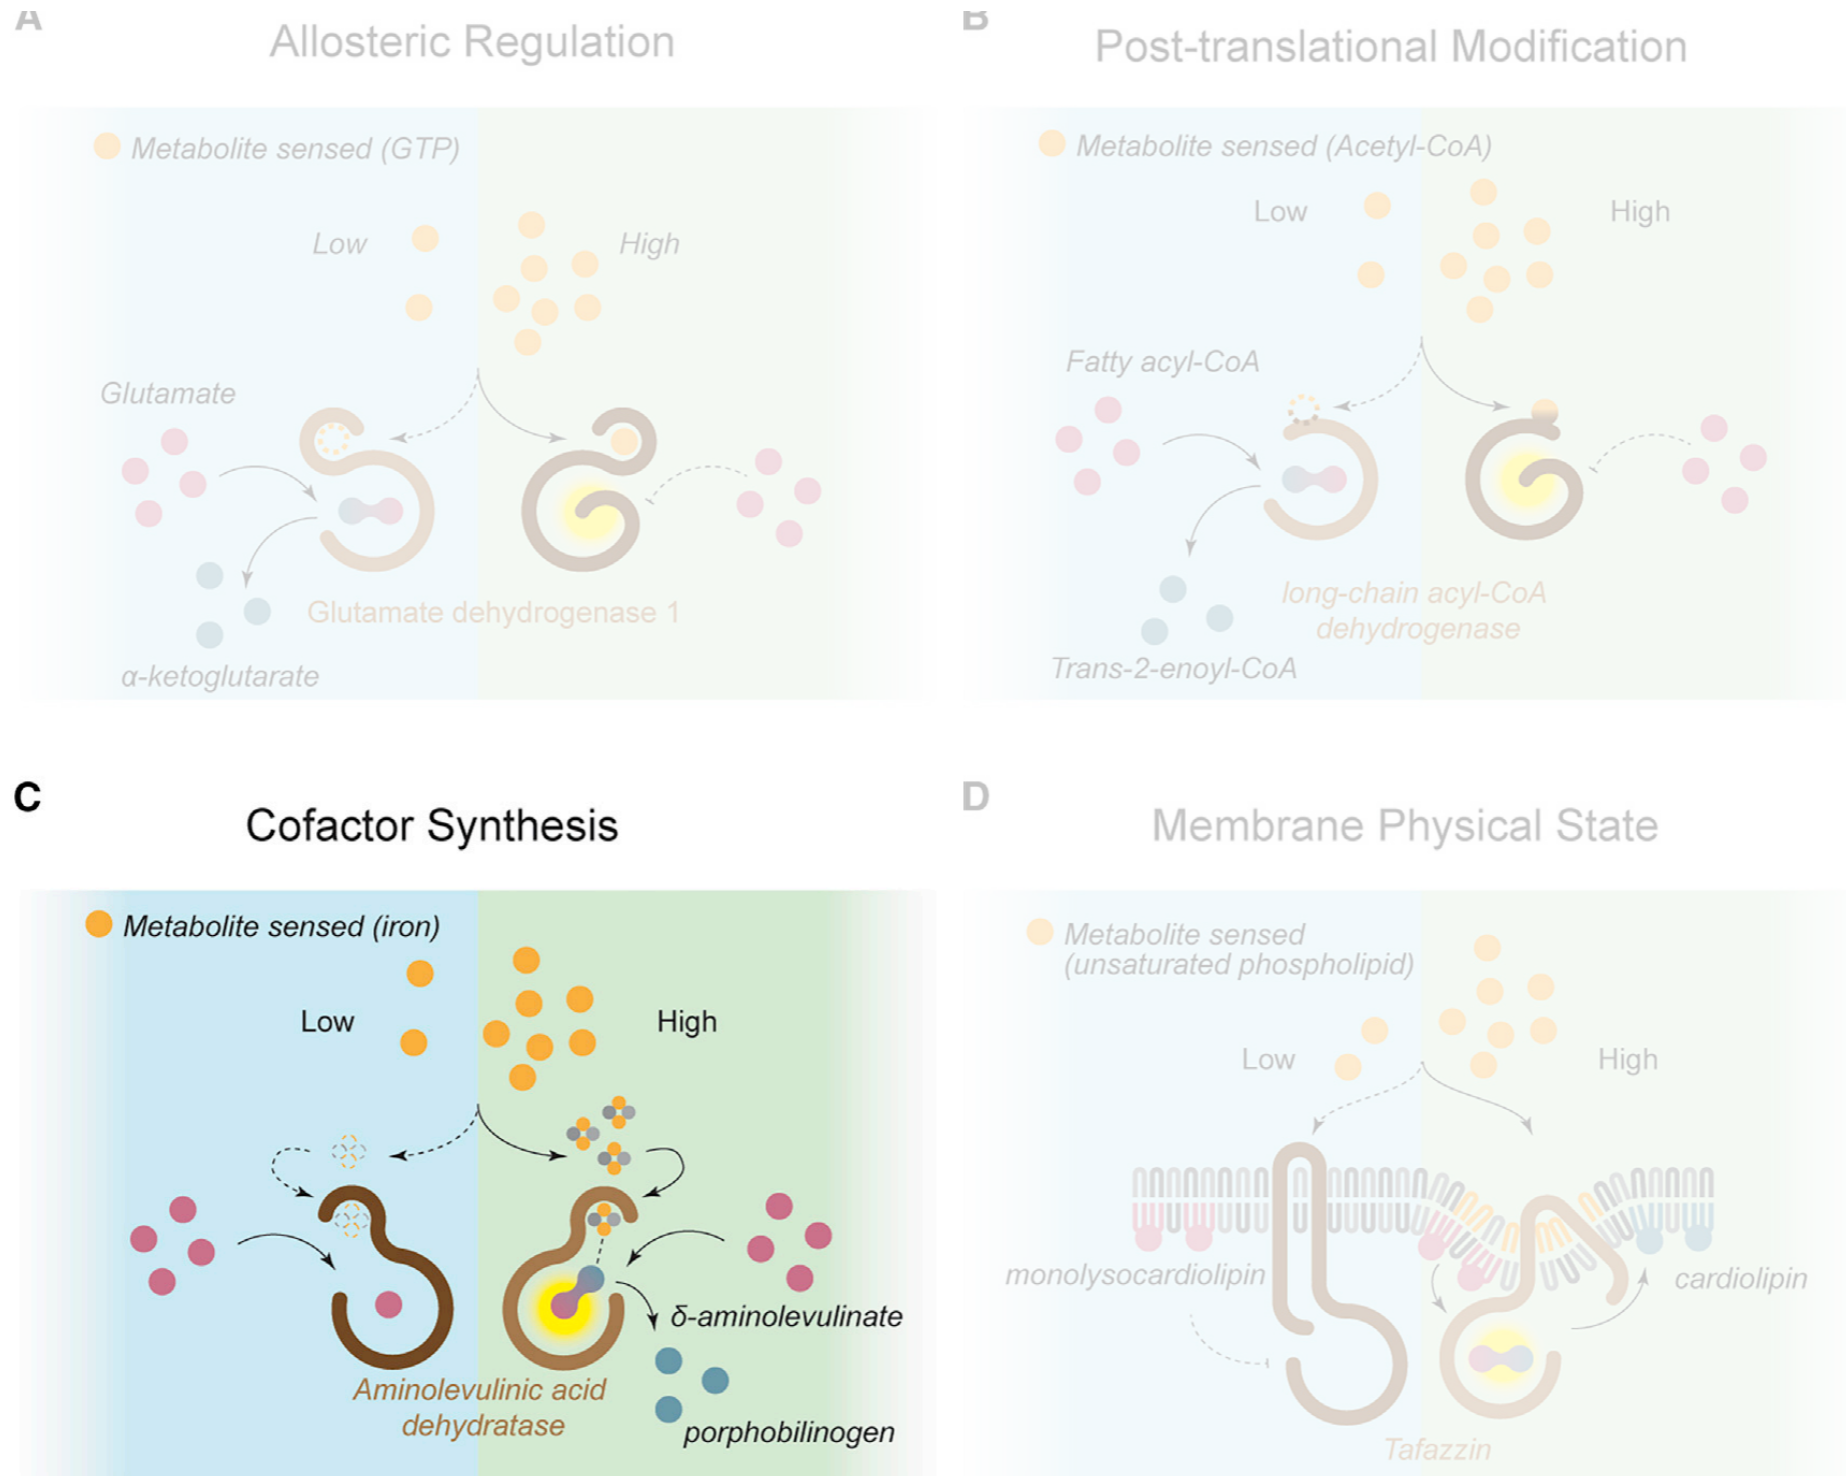 A
Allosteric Regulation
Metabolite sensed (GTP)
Low
High
Glutamate
Glutamate dehydrogenase 1
α-ketoglutarate
B
Post-translational Modification
Metabolite sensed (Acetyl-CoA)
Low
High
Fatty acyl-CoA
long-chain acyl-CoA
dehydrogenase
Trans-2-enoyl-CoA
C
Cofactor Synthesis
Metabolite sensed (iron)
Low
High
δ-aminolevulinate
Aminolevulinic acid
dehydratase
porphobilinogen
D
Membrane Physical State
Metabolite sensed
(unsaturated phospholipid)
Low
High
monolysocardiolipin
cardiolipin
Tafazzin